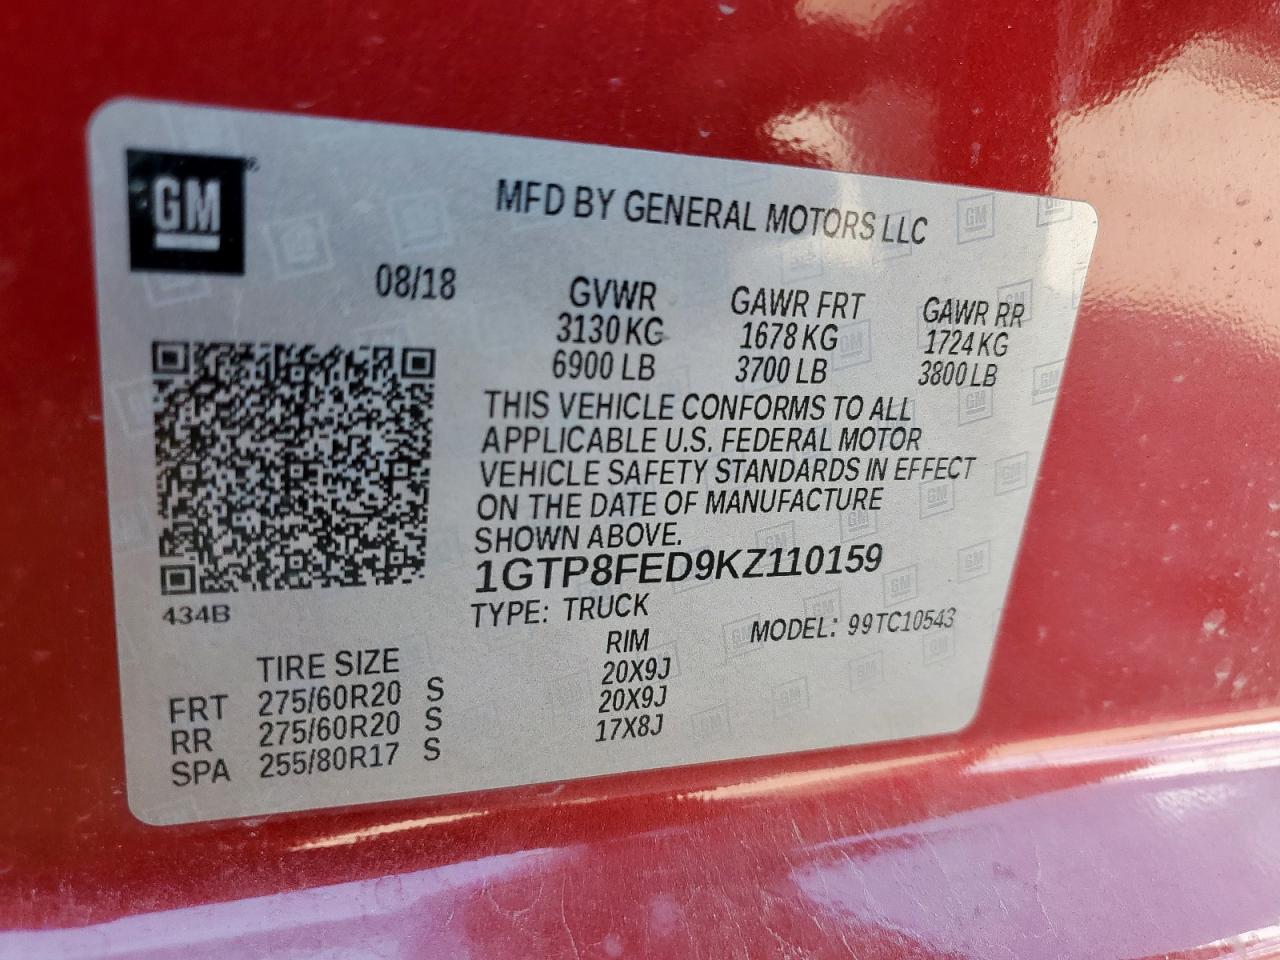 GM
MFD BY GENERAL MOTORS LLC
08/18
GVWR GAWR FRT GAWR RR
3130 KG 1678 KG 1724 KG
6900 LB 3700 LB 3800 LB
THIS VEHICLE CONFORMS TO ALL
APPLICABLE U.S. FEDERAL MOTOR
VEHICLE SAFETY STANDARDS IN EFFECT
ON THE DATE OF MANUFACTURE
SHOWN ABOVE.
1GTP8FED9KZ110159
434B
TYPE: TRUCK MODEL: 99TC10543
TIRE SIZE RIM
FRT 275/60R20 S 20X9J
RR 275/60R20 S 20X9J
SPA 255/80R17 S 17X8J